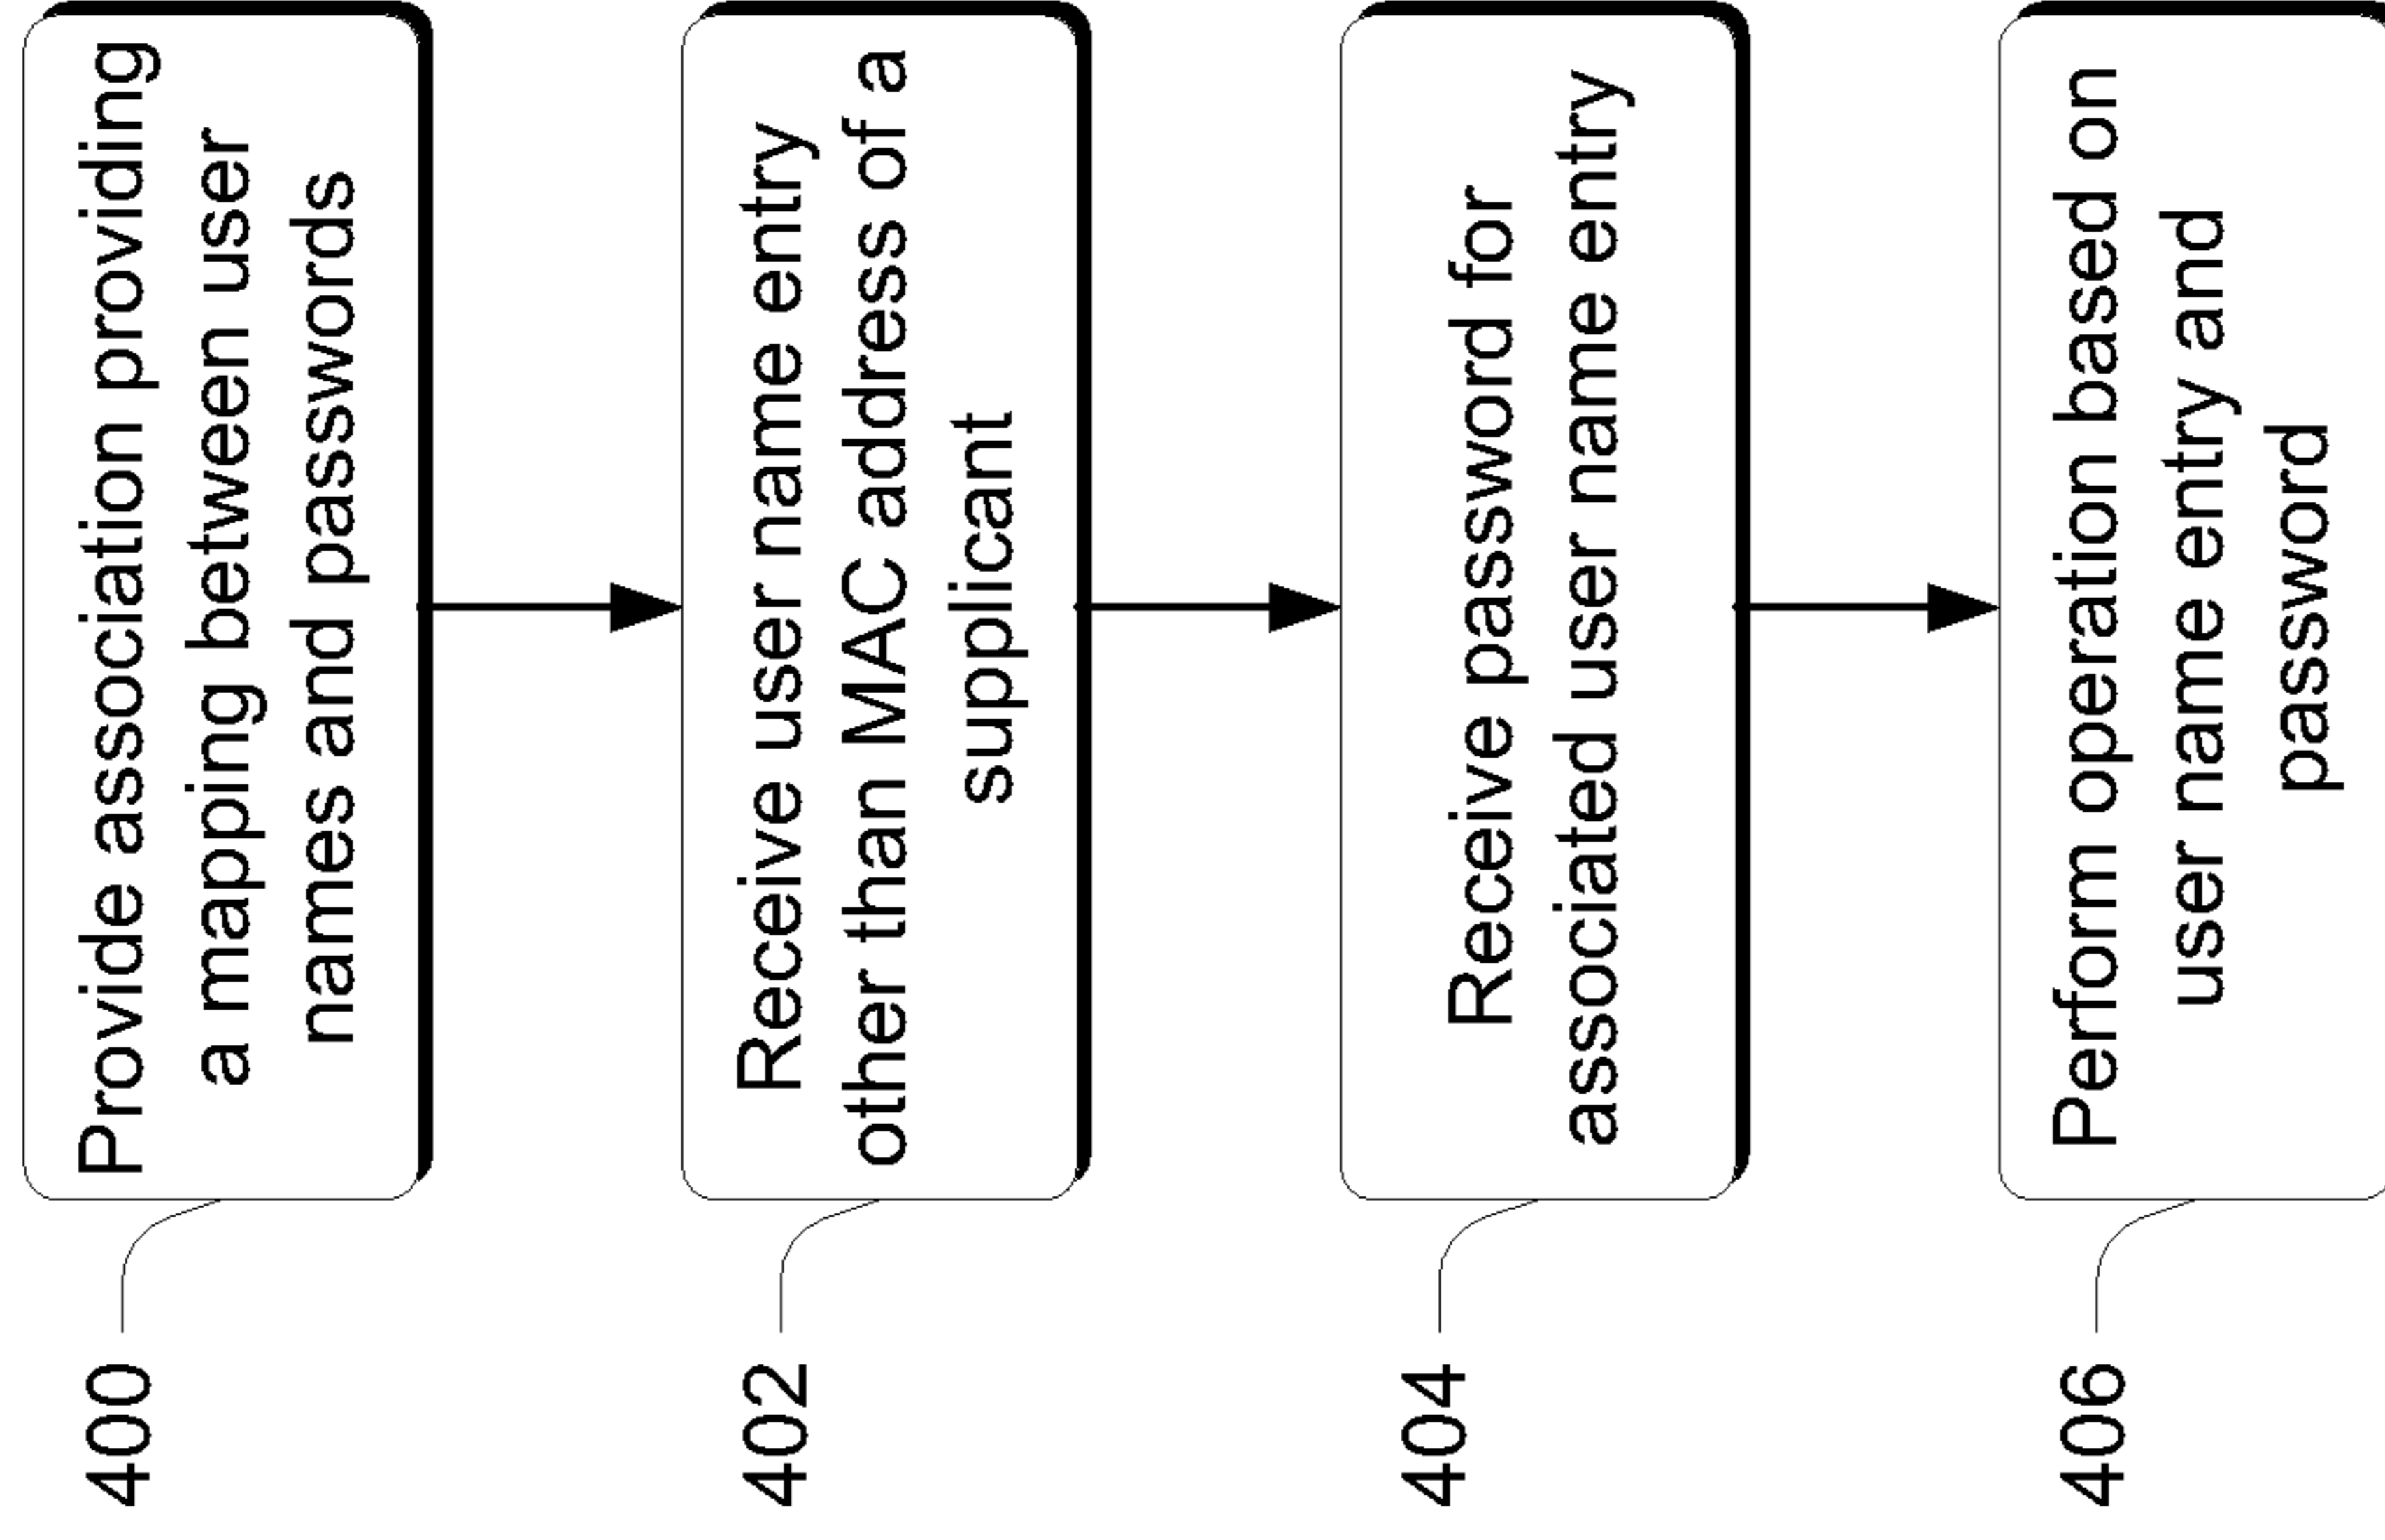 400
Provide association providing
a mapping between user
names and passwords
402
Receive user name entry
other than MAC address of a
supplicant
404
Receive password for
associated user name entry
406
Perform operation based on
user name entry and
password